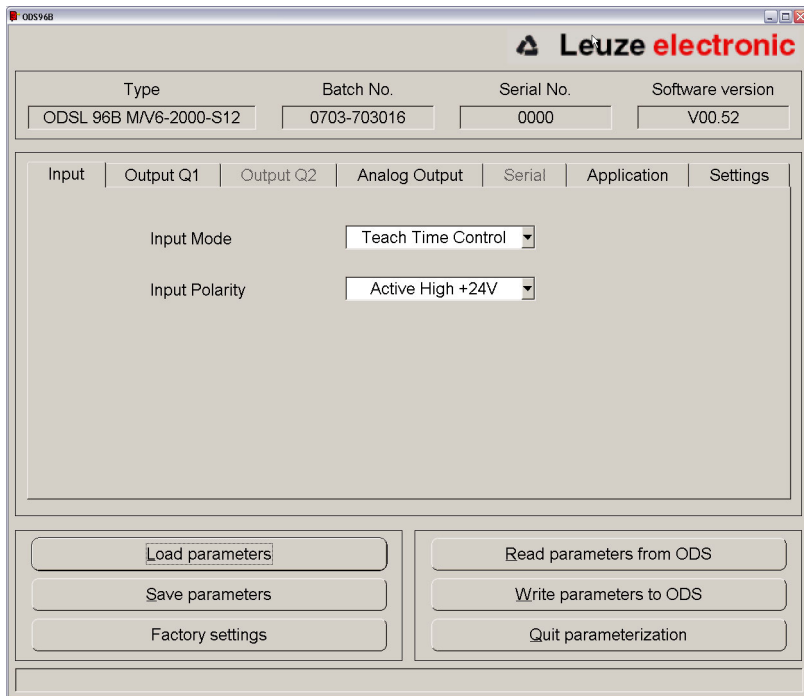 ODS96B
Leuze electronic
Type Batch No. Serial No. Software version
ODSL 96B M/V6-2000-S12 0703-703016 0000 V00.52
Input Output Q1 Output Q2 Analog Output Serial Application Settings
Input Mode Teach Time Control
Input Polarity Active High +24V
Load parameters Read parameters from ODS
Save parameters Write parameters to ODS
Factory settings Quit parameterization